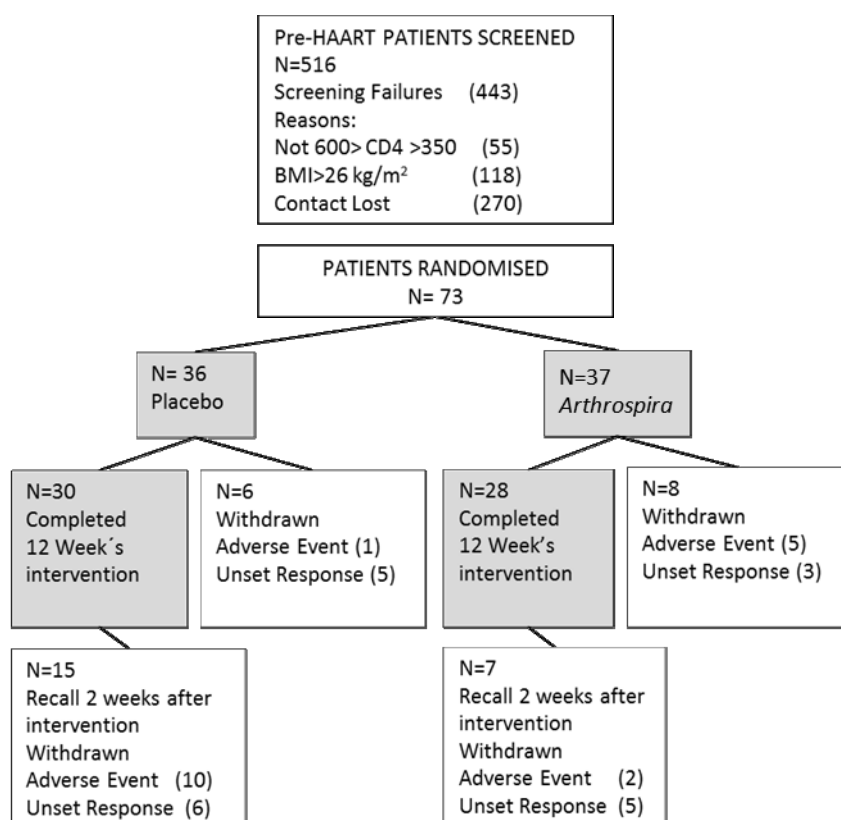 Pre-HAART PATIENTS SCREENED
N=516
Screening Failures (443)
Reasons:
Not 600> CD4 >350 (55)
BMI>26 kg/m² (118)
Contact Lost (270)
PATIENTS RANDOMISED
N= 73
N= 36
Placebo
N=37
Arthrospira
N=30
Completed
12 Week´s
intervention
N=6
Withdrawn
Adverse Event (1)
Unset Response (5)
N=28
Completed
12 Week’s
intervention
N=8
Withdrawn
Adverse Event (5)
Unset Response (3)
N=15
Recall 2 weeks after
intervention
Withdrawn
Adverse Event (10)
Unset Response (6)
N=7
Recall 2 weeks after
intervention
Withdrawn
Adverse Event (2)
Unset Response (5)